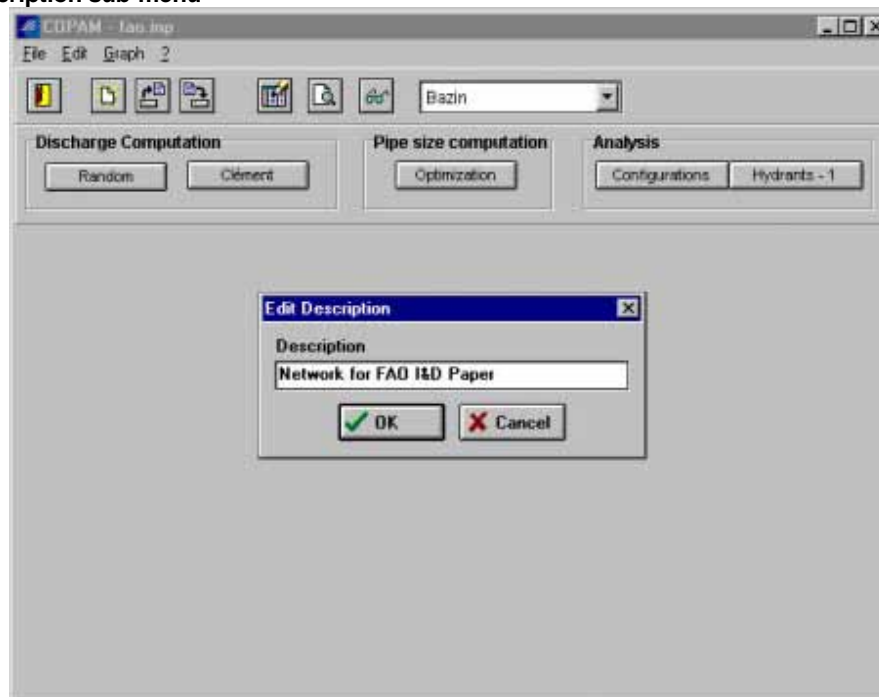 ription sub-menu
COPAM - fao.inp
File Edit Graph ?
Bazin
Discharge Computation Pipe size computation Analysis
Random Clément Optimization Configurations Hydrants - 1
Edit Description
Description
Network for FAO I&D Paper
OK Cancel